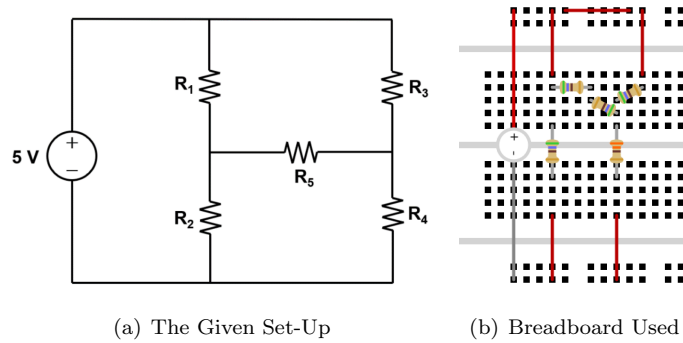 R1
R3
5 V
+
−
R5
R2
R4
+
-
(a) The Given Set-Up
(b) Breadboard Used